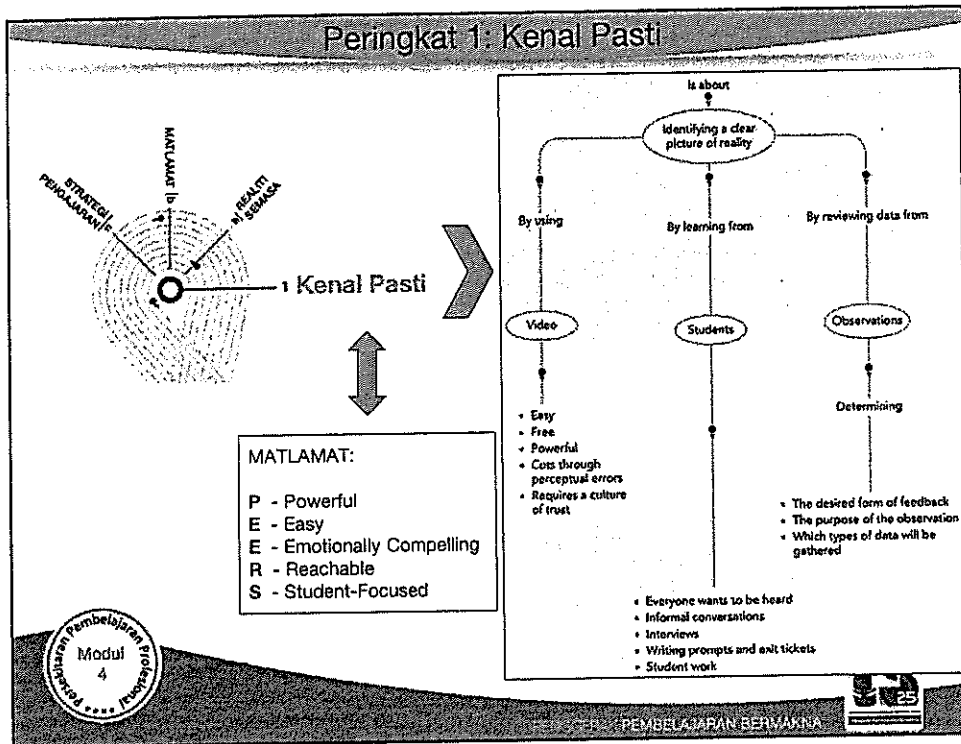 Peringkat 1: Kenal Pasti
STRATEGI
PENGAJARAN
c
MATLAMAT
b
REALITI
SEMASA
a
1 Kenal Pasti
MATLAMAT:
P - Powerful
E - Easy
E - Emotionally Compelling
R - Reachable
S - Student-Focused
Is about
Identifying a clear
picture of reality
By using
Video
• Easy
• Free
• Powerful
• Cuts through
perceptual errors
• Requires a culture
of trust
By learning from
Students
• Everyone wants to be heard
• Informal conversations
• Interviews
• Writing prompts and exit tickets
• Student work
By reviewing data from
Observations
Determining
• The desired form of feedback
• The purpose of the observation
• Which types of data will be
gathered
Persekitaran Pembelajaran Profesional
Modul
4
PEMBELAJARAN BERMAKNA
25